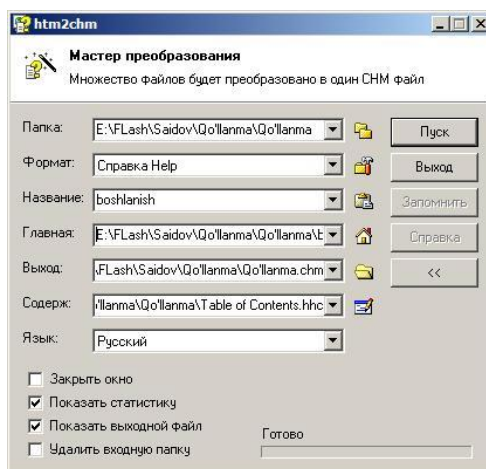 htm2chm
Мастер преобразования
Множество файлов будет преобразовано в один CHM файл
Папка: E:\FLash\Saidov\Qo'llanma\Qo'llanma Пуск
Формат: Справка Help Выход
Название: boshlanish Запомнить
Главная: E:\FLash\Saidov\Qo'llanma\Qo'llanma\b Справка
Выход: .FLash\Saidov\Qo'llanma\Qo'llanma.chm <<
Содерж: 'llanma\Qo'llanma\Table of Contents.hhc
Язык: Русский
Закрыть окно
Показать статистику
Показать выходной файл
Готово
Удалить входную папку